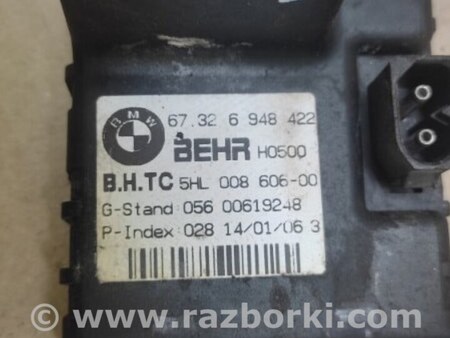 BMW
67.32 6 948 422
BEHR H0500
B.H.TC 5HL 008 606-00
G-Stand:056 00619248
P-Index:028 14/01/06 3
© www.razborki.com